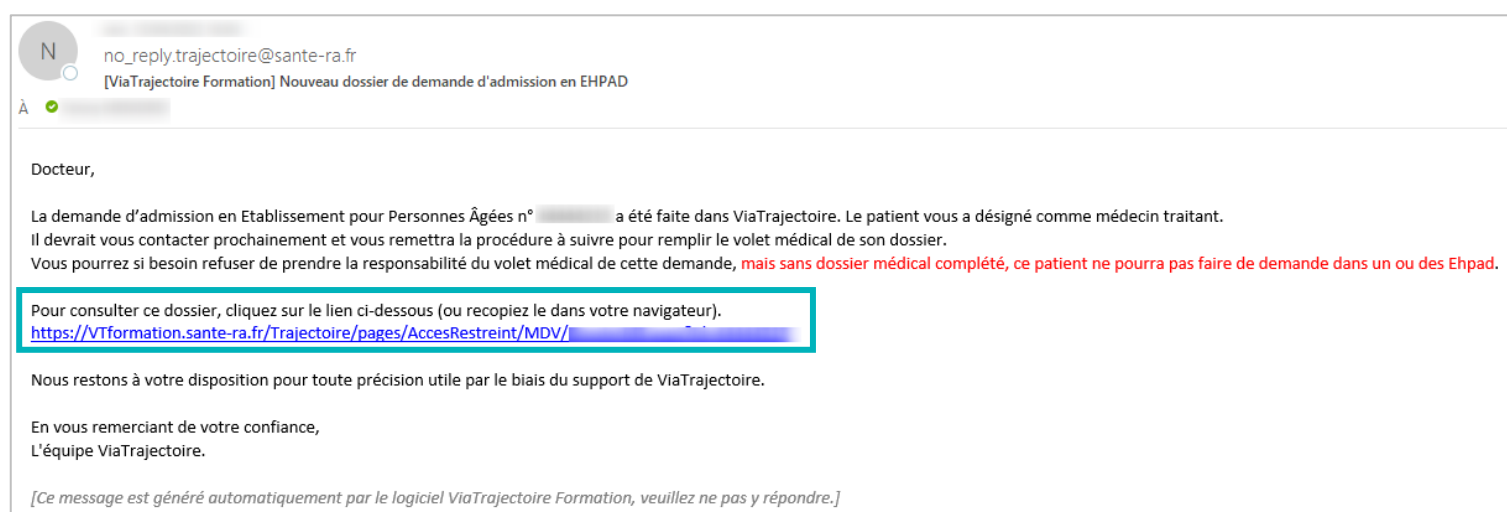 N
no_reply.trajectoire@sante-ra.fr
[ViaTrajectoire Formation] Nouveau dossier de demande d'admission en EHPAD
À
Docteur,
La demande d'admission en Etablissement pour Personnes Âgées n° a été faite dans ViaTrajectoire. Le patient vous a désigné comme médecin traitant.
Il devrait vous contacter prochainement et vous remettra la procédure à suivre pour remplir le volet médical de son dossier.
Vous pourrez si besoin refuser de prendre la responsabilité du volet médical de cette demande, mais sans dossier médical complété, ce patient ne pourra pas faire de demande dans un ou des Ehpad.
Pour consulter ce dossier, cliquez sur le lien ci-dessous (ou recopiez le dans votre navigateur).
https://VTformation.sante-ra.fr/Trajectoire/pages/AccesRestreint/MDV/
Nous restons à votre disposition pour toute précision utile par le biais du support de ViaTrajectoire.
En vous remerciant de votre confiance,
L'équipe ViaTrajectoire.
[Ce message est généré automatiquement par le logiciel ViaTrajectoire Formation, veuillez ne pas y répondre.]